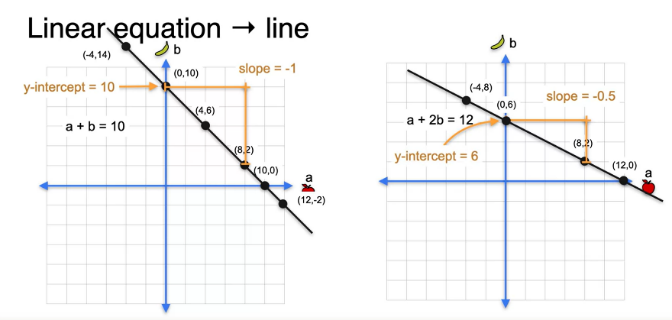 Linear equation → line
b
(-4,14)
(0,10)
slope = -1
y-intercept = 10
(4,6)
a + b = 10
(8,2)
(10,0)
a
(12,-2)
b
(-4,8)
slope = -0.5
(0,6)
a + 2b = 12
(8,2)
y-intercept = 6
(12,0)
a